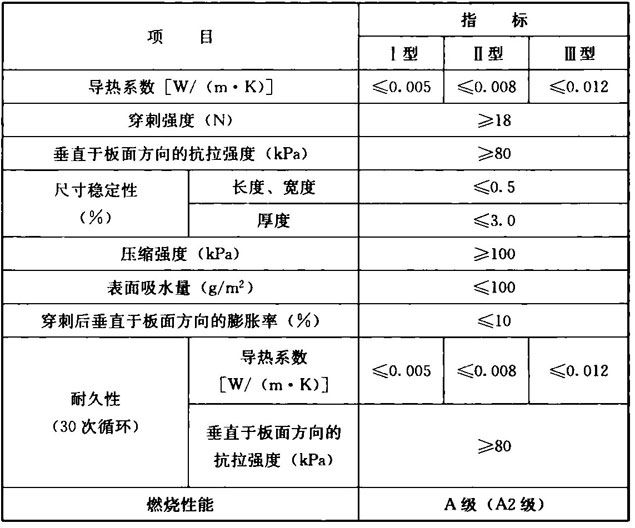 项 目
指 标
Ⅰ型 Ⅱ型 Ⅲ型
导热系数[W/(m·K)] ≤0.005 ≤0.008 ≤0.012
穿刺强度(N) ≥18
垂直于板面方向的抗拉强度(kPa) ≥80
尺寸稳定性
(%)
长度、宽度 ≤0.5
厚度 ≤3.0
压缩强度(kPa) ≥100
表面吸水量(g/m²) ≤100
穿刺后垂直于板面方向的膨胀率(%) ≤10
耐久性
(30次循环)
导热系数
[W/(m·K)]
≤0.005 ≤0.008 ≤0.012
垂直于板面方向的
抗拉强度(kPa)
≥80
燃烧性能 A级(A2级)